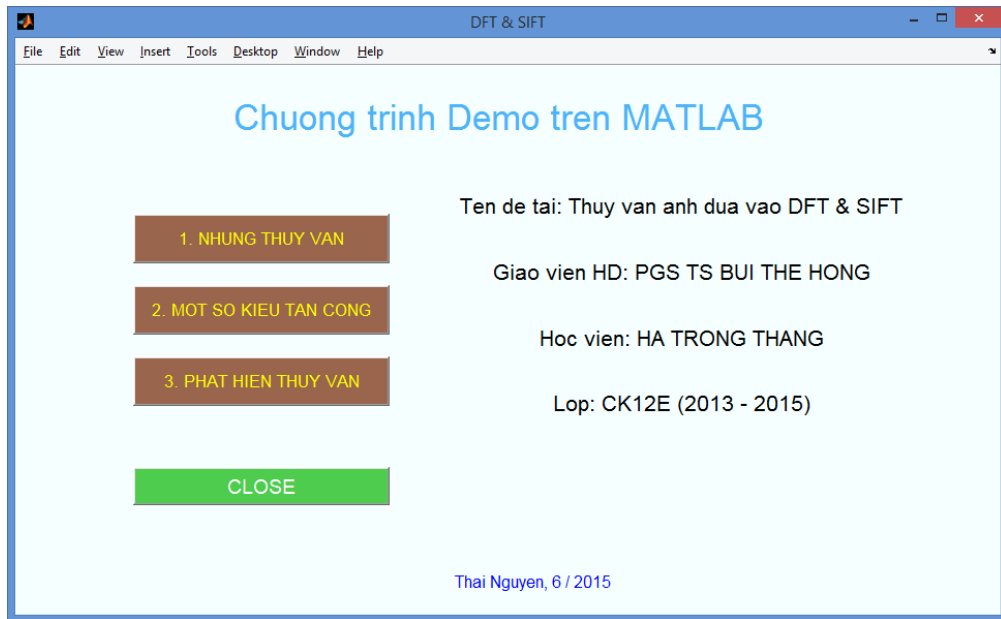 DFT & SIFT
File Edit View Insert Tools Desktop Window Help
Chuong trinh Demo tren MATLAB
1. NHUNG THUY VAN
2. MOT SO KIEU TAN CONG
3. PHAT HIEN THUY VAN
CLOSE
Ten de tai: Thuy van anh dua vao DFT & SIFT
Giao vien HD: PGS TS BUI THE HONG
Hoc vien: HA TRONG THANG
Lop: CK12E (2013 - 2015)
Thai Nguyen, 6 / 2015